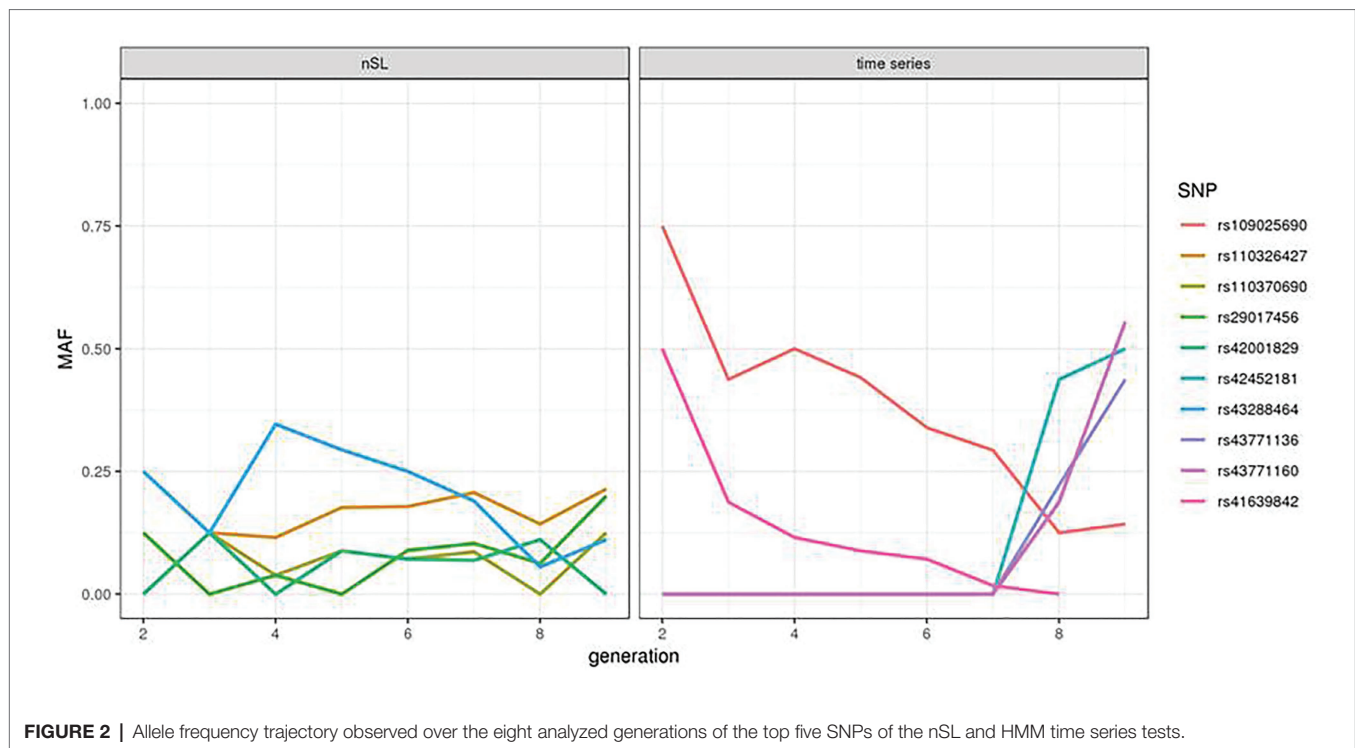 nSL
time series
1.00
0.75
0.50
0.25
0.00
MAF
2
4
6
8
2
4
6
8
generation
SNP
rs109025690
rs110326427
rs110370690
rs29017456
rs42001829
rs42452181
rs43288464
rs43771136
rs43771160
rs41639842
FIGURE 2 | Allele frequency trajectory observed over the eight analyzed generations of the top five SNPs of the nSL and HMM time series tests.